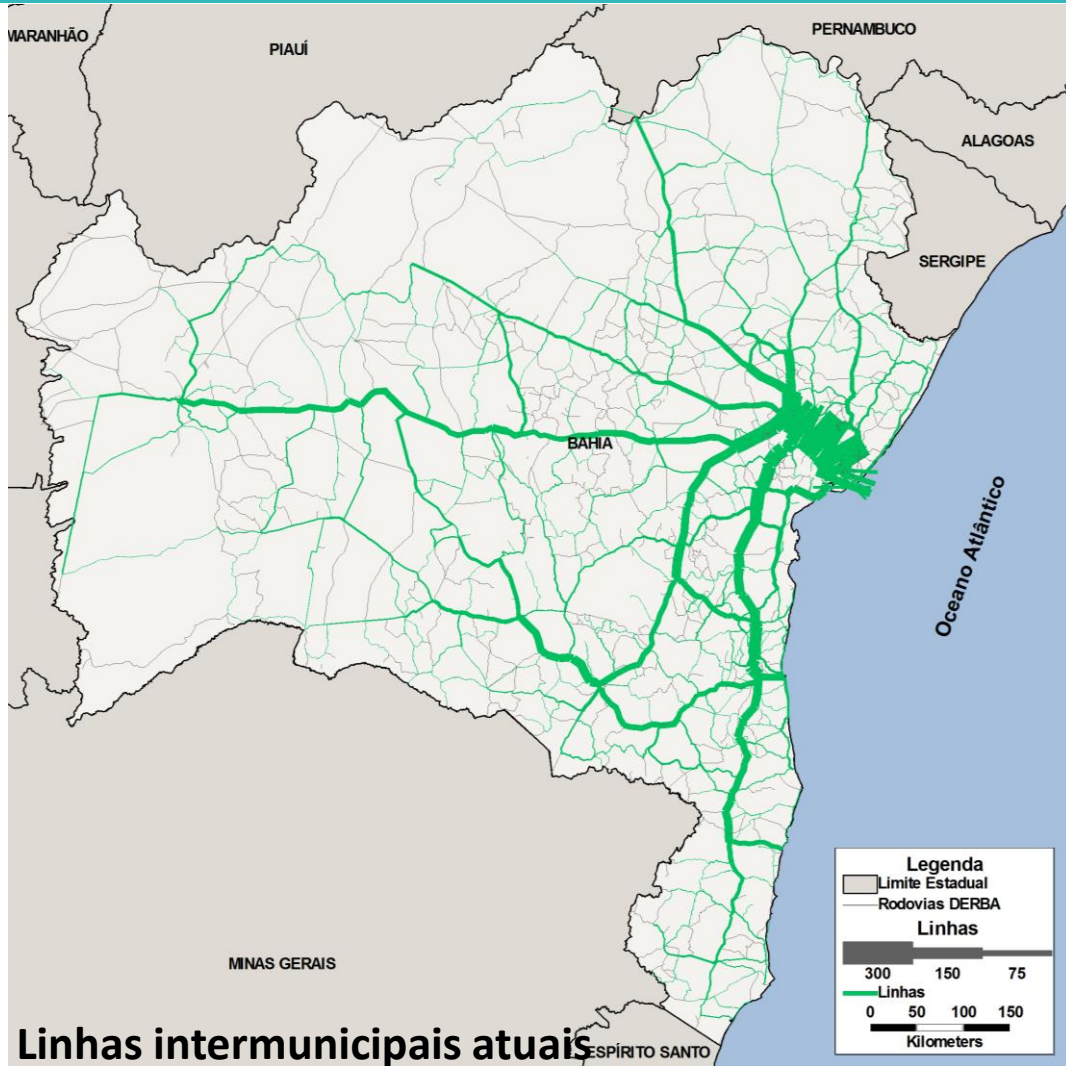 MARANHÃO
PIAUÍ
PERNAMBUCO
ALAGOAS
SERGIPE
BAHIA
Oceano Atlântico
MINAS GERAIS
ESPÍRITO SANTO
Legenda
Limite Estadual
Rodovias DERBA
Linhas
300 150 75
Linhas
0 50 100 150
Kilometers
Linhas intermunicipais atuais